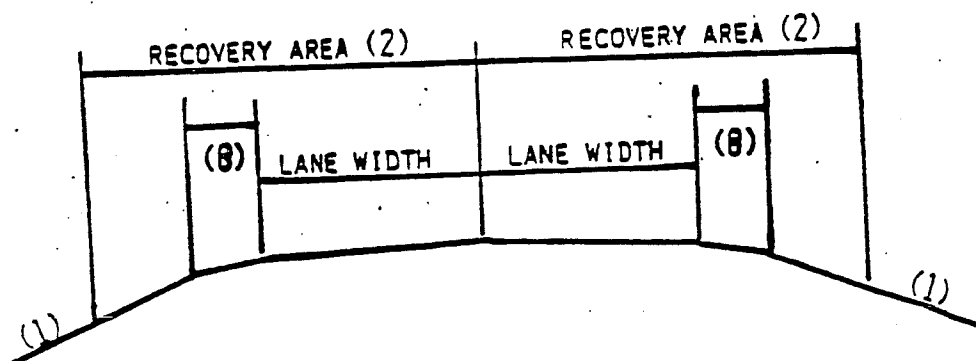 RECOVERY AREA (2) RECOVERY AREA (2)
(8) LANE WIDTH LANE WIDTH (8)
(1) (1)